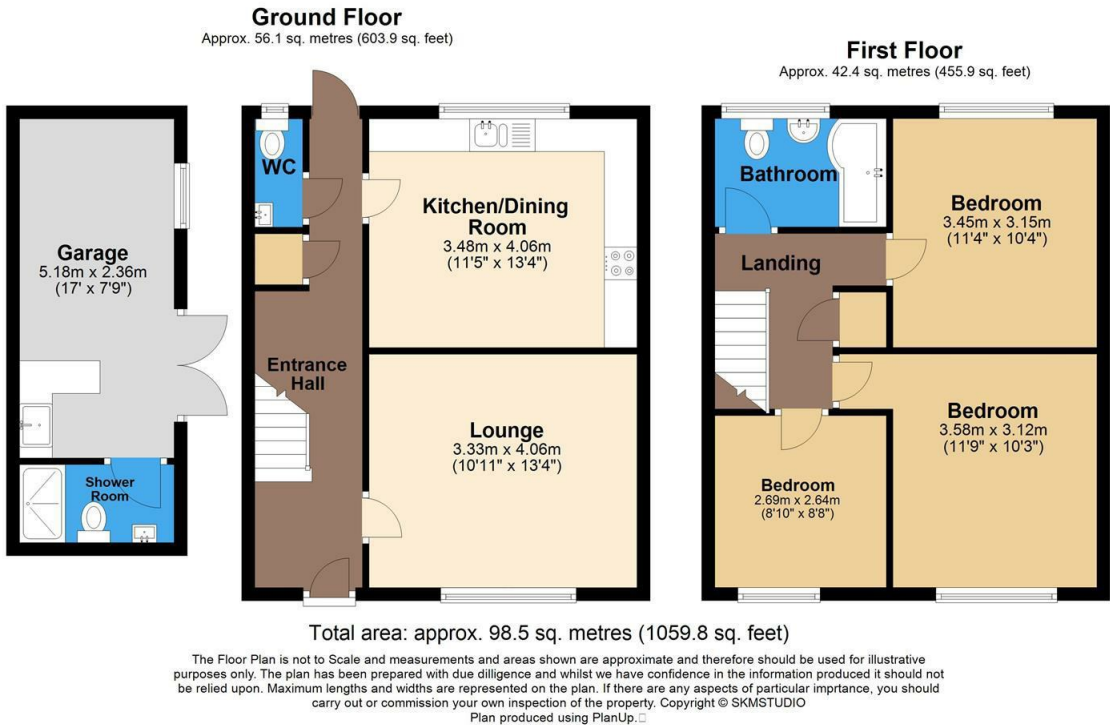 Ground Floor
Approx. 56.1 sq. metres (603.9 sq. feet)
First Floor
Approx. 42.4 sq. metres (455.9 sq. feet)
Garage
5.18m x 2.36m
(17' x 7'9")
Shower
Room
WC
Entrance
Hall
Kitchen/Dining
Room
3.48m x 4.06m
(11'5" x 13'4")
Lounge
3.33m x 4.06m
(10'11" x 13'4")
Bathroom
Landing
Bedroom
3.45m x 3.15m
(11'4" x 10'4")
Bedroom
3.58m x 3.12m
(11'9" x 10'3")
Bedroom
2.69m x 2.64m
(8'10" x 8'8")
Total area: approx. 98.5 sq. metres (1059.8 sq. feet)
The Floor Plan is not to Scale and measurements and areas shown are approximate and therefore should be used for illustrative
purposes only. The plan has been prepared with due dilligence and whilst we have confidence in the information produced it should not
be relied upon. Maximum lengths and widths are represented on the plan. If there are any aspects of particular imprtance, you should
carry out or commission your own inspection of the property. Copyright © SKMSTUDIO
Plan produced using PlanUp.